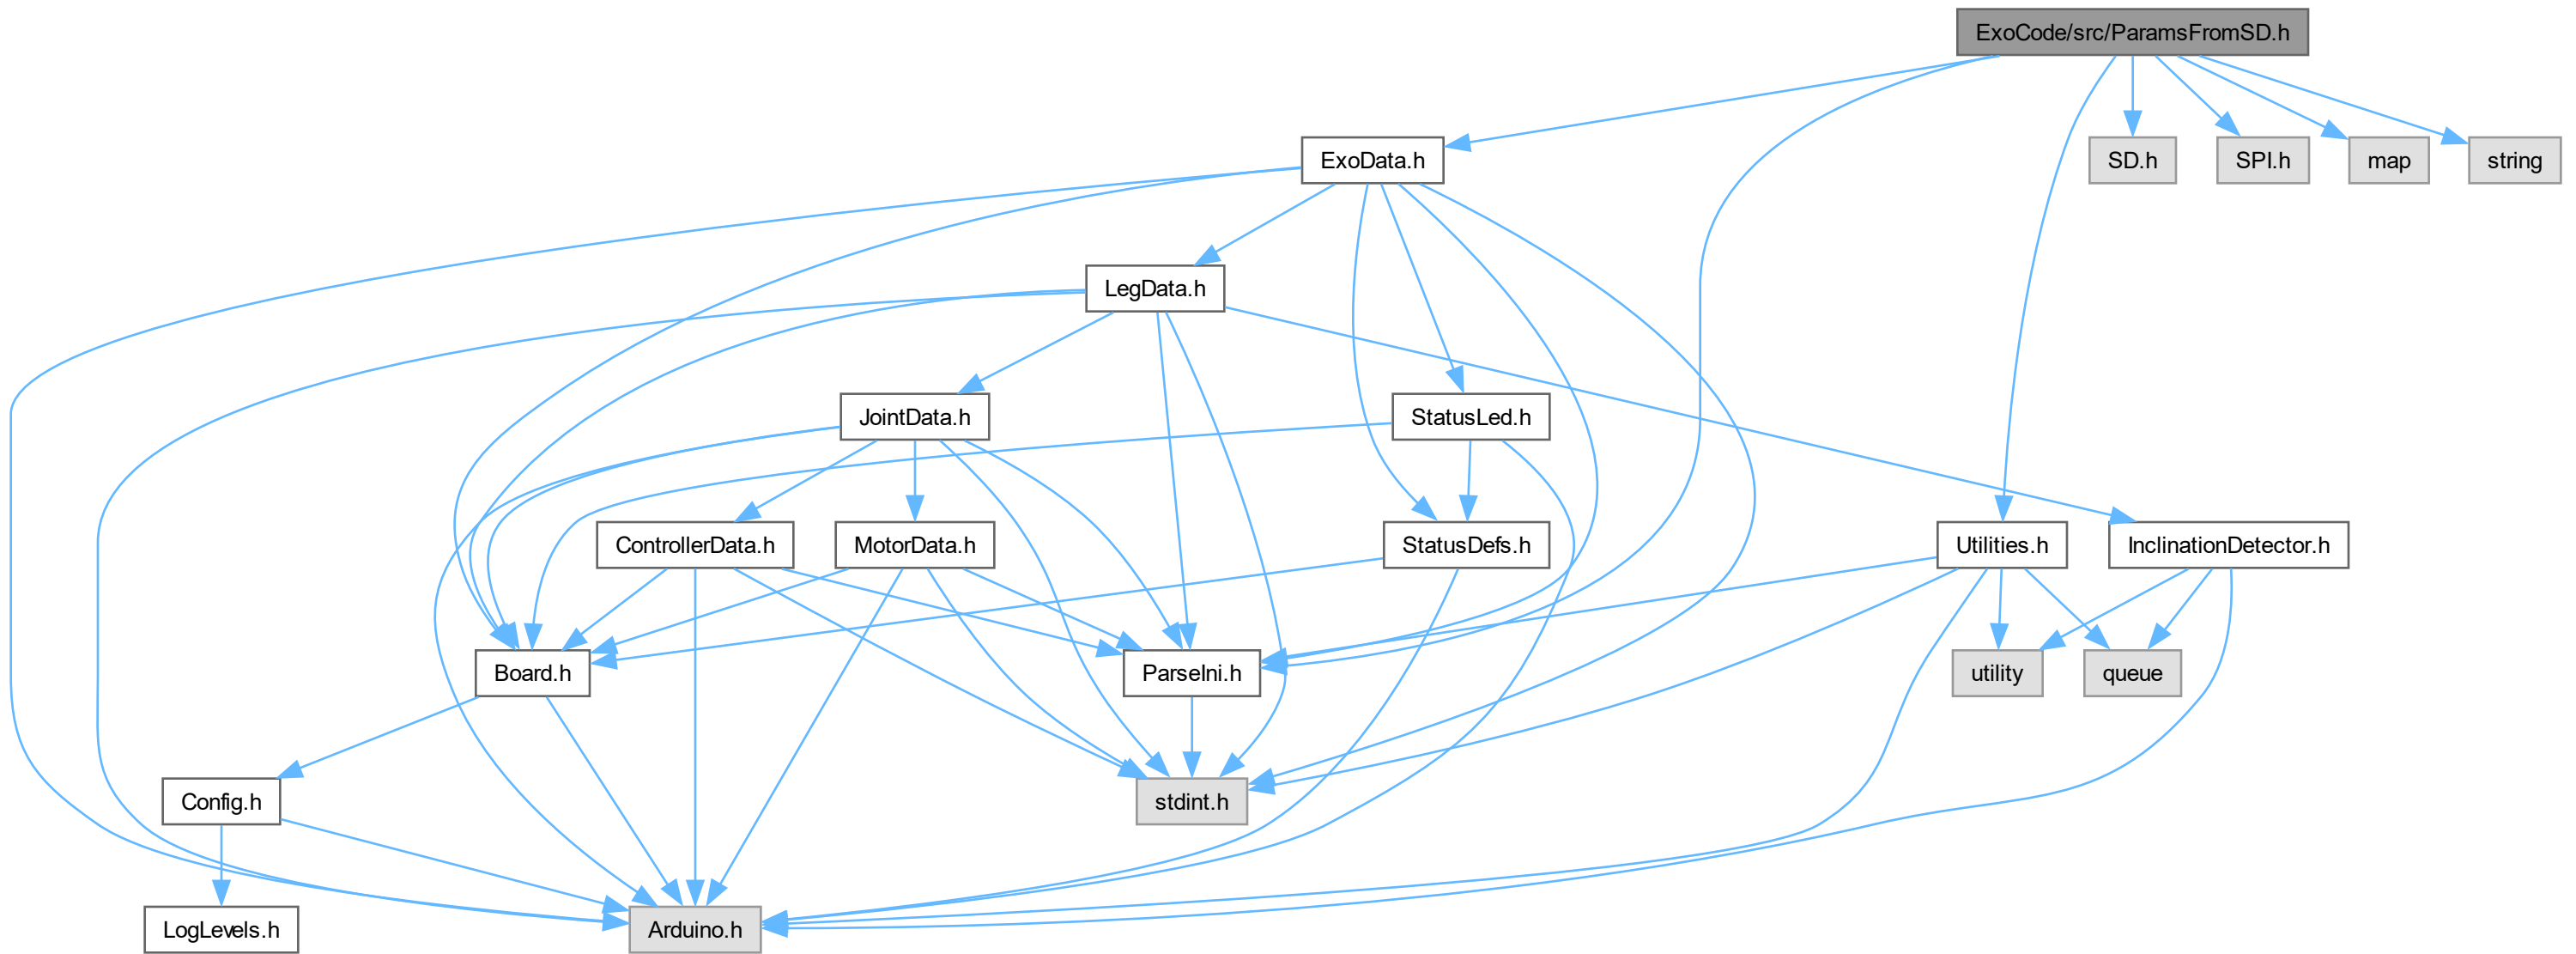 ExoCode/src/ParamsFromSD.h
ExoData.h
SD.h
SPI.h
map
string
LegData.h
JointData.h
StatusLed.h
ControllerData.h
MotorData.h
StatusDefs.h
Utilities.h
InclinationDetector.h
Board.h
ParseIni.h
utility
queue
Config.h
stdint.h
LogLevels.h
Arduino.h